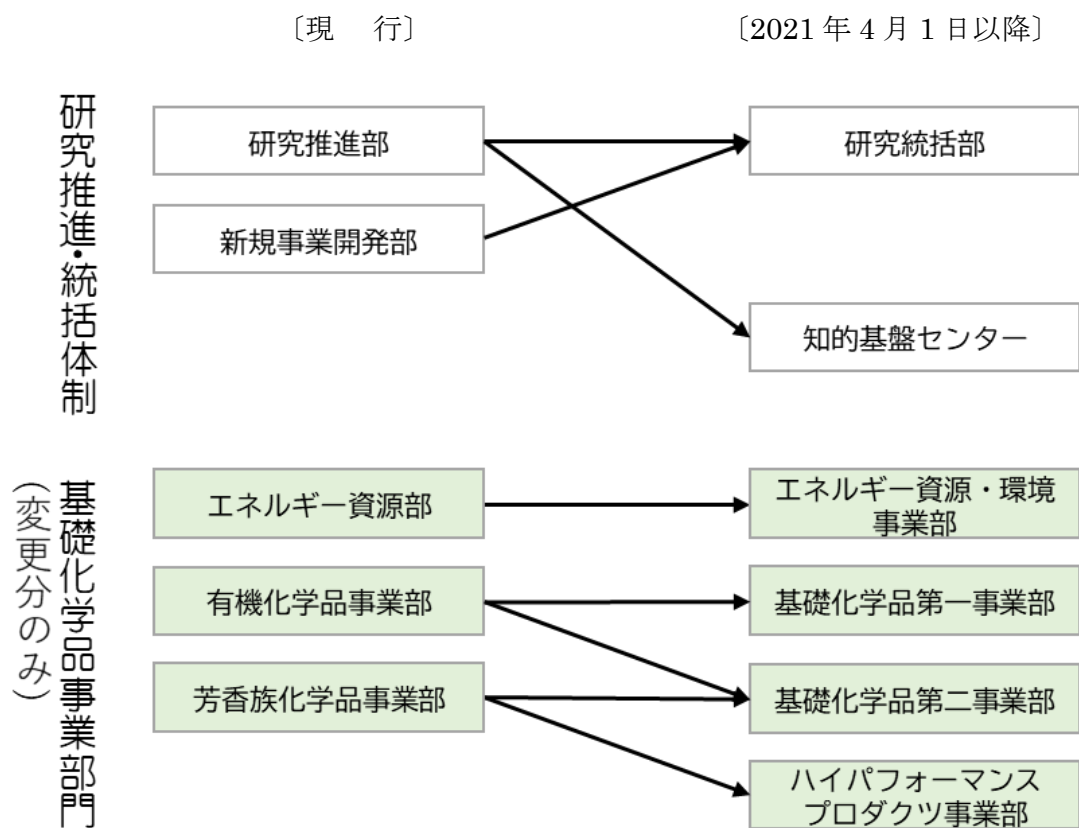 〔現　行〕
〔2021 年 4 月 1 日以降〕
研究推進・統括体制
研究推進部
研究統括部
新規事業開発部
知的基盤センター
基礎化学品事業部門
(変更分のみ)
エネルギー資源部
エネルギー資源・環境
事業部
有機化学品事業部
基礎化学品第一事業部
芳香族化学品事業部
基礎化学品第二事業部
ハイパフォーマンス
プロダクツ事業部